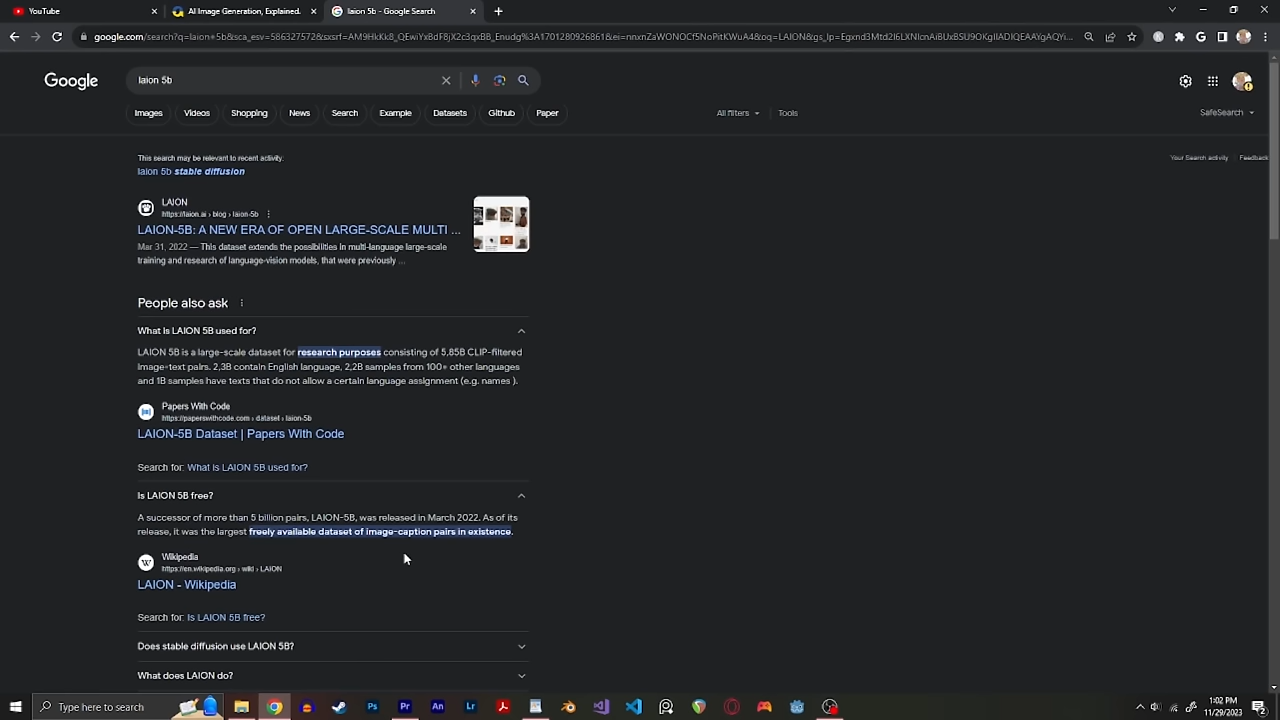 YouTube
AI Image Generation, Explained.
laion 5b - Google Search
Google
laion 5b
Images
Videos
Shopping
News
Search
Example
Datasets
Github
Paper
All filters
Tools
SafeSearch
This search may be relevant to recent activity:
laion 5b stable diffusion
Your Search activity
Feedback
LAION
https://laion.ai › blog › laion-5b
LAION-5B: A NEW ERA OF OPEN LARGE-SCALE MULTI ...
Mar 31, 2022 — This dataset extends the possibilities in multi-language large-scale
training and research of language-vision models, that were previously ...
People also ask
What is LAION 5B used for?
LAION 5B is a large-scale dataset for research purposes consisting of 5,85B CLIP-filtered
image-text pairs. 2,3B contain English language, 2,2B samples from 100+ other languages
and 1B samples have texts that do not allow a certain language assignment (e.g. names ).
Papers With Code
https://paperswithcode.com › dataset › laion-5b
LAION-5B Dataset | Papers With Code
Search for: What is LAION 5B used for?
Is LAION 5B free?
A successor of more than 5 billion pairs, LAION-5B, was released in March 2022. As of its
release, it was the largest freely available dataset of image-caption pairs in existence.
Wikipedia
https://en.wikipedia.org › wiki › LAION
LAION - Wikipedia
Search for: Is LAION 5B free?
Does stable diffusion use LAION 5B?
What does LAION do?
Type here to search
1:02 PM
11/29/2023